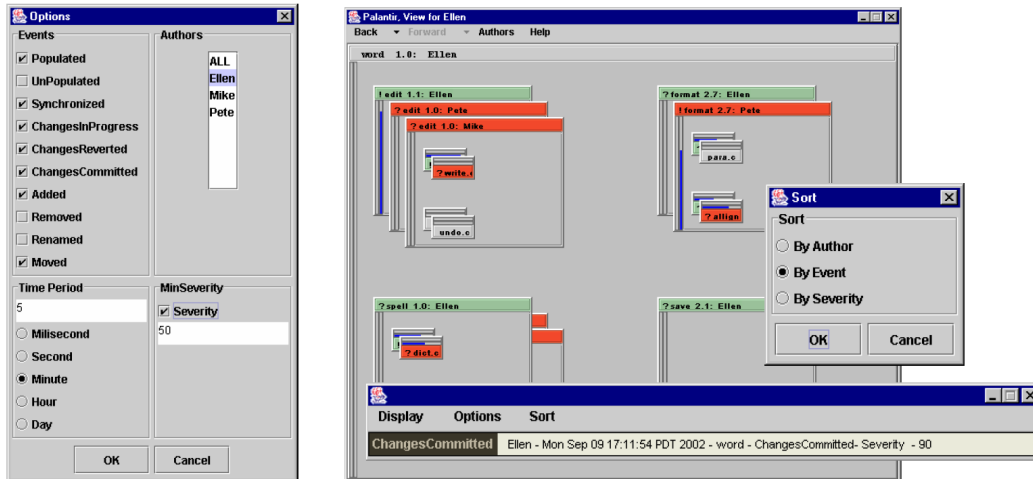 Options
Events
Populated
UnPopulated
Synchronized
ChangesInProgress
ChangesReverted
ChangesCommitted
Added
Removed
Renamed
Moved
Authors
ALL
Ellen
Mike
Pete
Time Period
5
Milisecond
Second
Minute
Hour
Day
MinSeverity
Severity
50
OK Cancel
Palantir, View for Ellen
Back Forward Authors Help
word 1.0: Ellen
! edit 1.1: Ellen
? edit 1.0: Pete
? edit 1.0: Mike
? write.c
undo.c
? format 2.7: Ellen
! format 2.7: Pete
para.c
? allign
? spell 1.0: Ellen
? dict.c
? save 2.1: Ellen
Sort
Sort
By Author
By Event
By Severity
OK Cancel
Display Options Sort
ChangesCommitted Ellen - Mon Sep 09 17:11:54 PDT 2002 - word - ChangesCommitted- Severity - 90